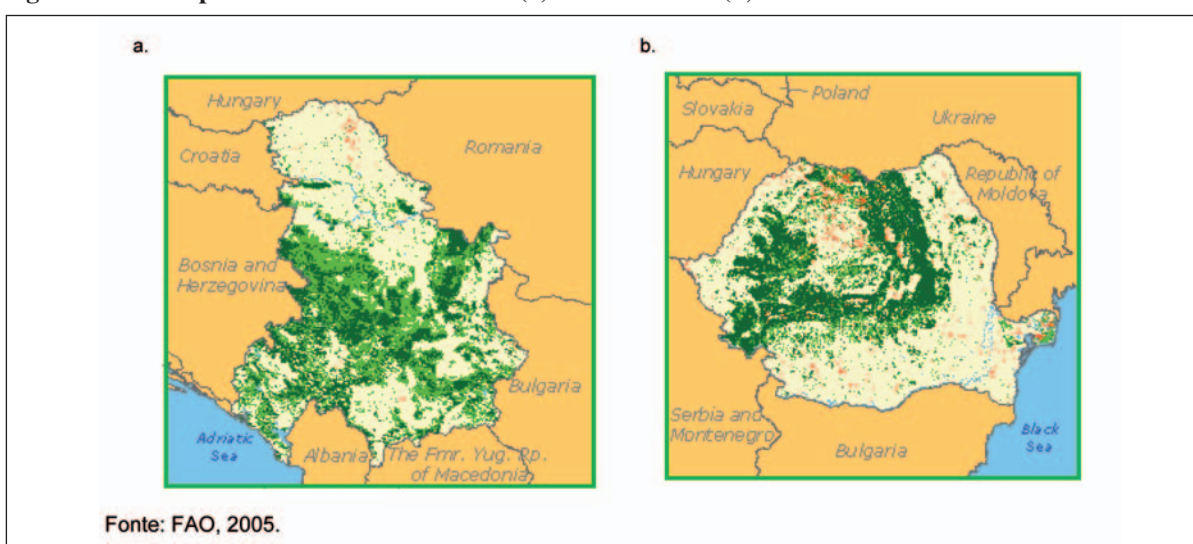 a.
Hungary
Croatia
Romania
Bosnia and
Herzegovina
Bulgaria
Adriatic
Sea
Albania
The Fmr. Yug. Rp.
of Macedonia
b.
Poland
Slovakia
Ukraine
Hungary
Republic of
Moldova
Serbia and
Montenegro
Bulgaria
Black
Sea
Fonte: FAO, 2005.